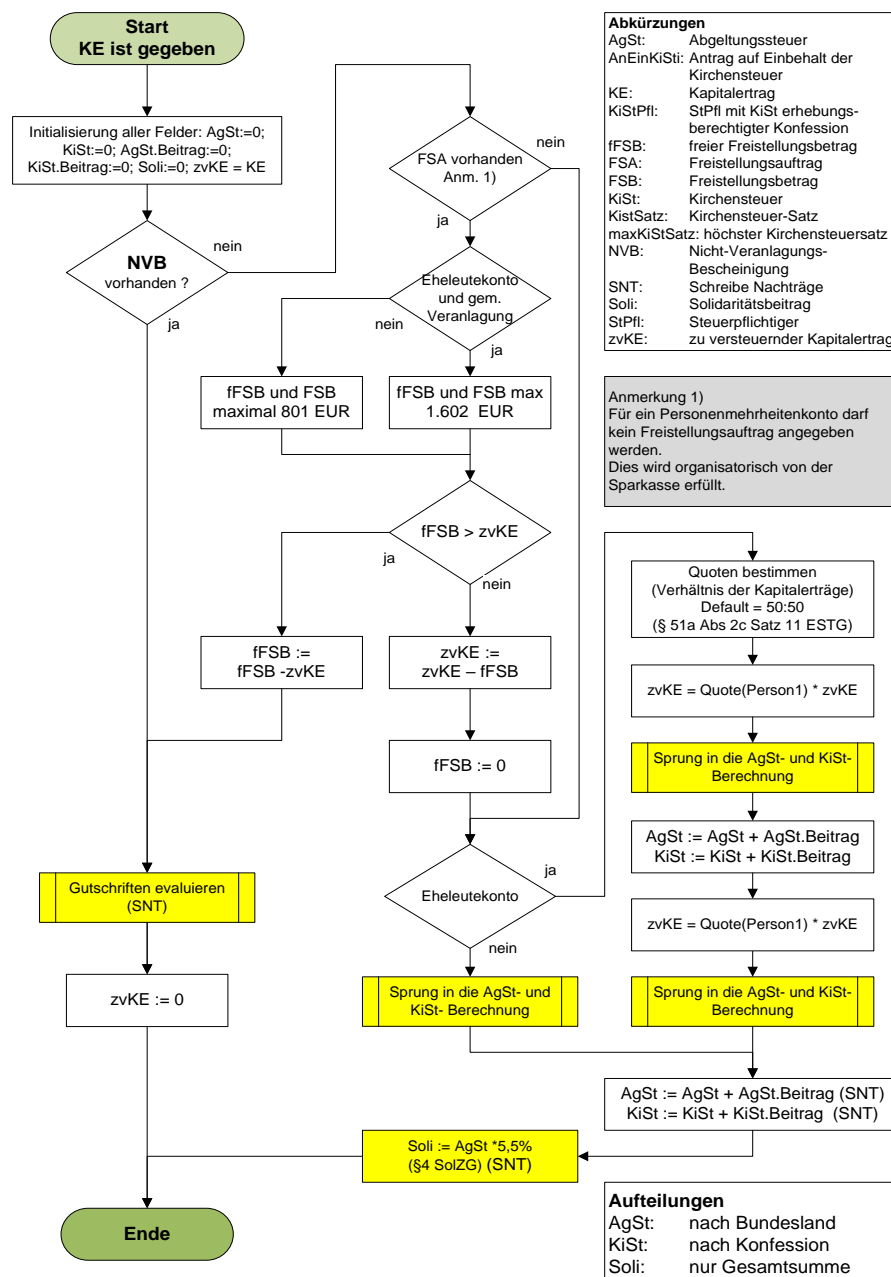 Start
KE ist gegeben
Initialisierung aller Felder: AgSt:=0;
KiSt:=0; AgSt.Beitrag:=0;
KiSt.Beitrag:=0; Soli:=0; zvKE = KE
NVB
vorhanden ?
nein
ja
FSA vorhanden
Anm. 1)
nein
ja
Eheleutekonto
und gem.
Veranlagung
nein
ja
fFSB und FSB
maximal 801 EUR
fFSB und FSB max
1.602 EUR
fFSB > zvKE
ja
nein
fFSB :=
fFSB -zvKE
zvKE :=
zvKE – fFSB
fFSB := 0
Eheleutekonto
ja
nein
Gutschriften evaluieren
(SNT)
zvKE := 0
Sprung in die AgSt- und
KiSt- Berechnung
Abkürzungen
AgSt: Abgeltungssteuer
AnEinKiSti: Antrag auf Einbehalt der
Kirchensteuer
KE: Kapitalertrag
KiStPfl: StPfl mit KiSt erhebungs-
berechtigter Konfession
fFSB: freier Freistellungsbetrag
FSA: Freistellungsauftrag
FSB: Freistellungsbetrag
KiSt: Kirchensteuer
KistSatz: Kirchensteuer-Satz
maxKiStSatz: höchster Kirchensteuersatz
NVB: Nicht-Veranlagungs-
Bescheinigung
SNT: Schreibe Nachträge
Soli: Solidaritätsbeitrag
StPfl: Steuerpflichtiger
zvKE: zu versteuernder Kapitalertrag
Anmerkung 1)
Für ein Personenmehrheitenkonto darf
kein Freistellungsauftrag angegeben
werden.
Dies wird organisatorisch von der
Sparkasse erfüllt.
Quoten bestimmen
(Verhältnis der Kapitalerträge)
Default = 50:50
(§ 51a Abs 2c Satz 11 ESTG)
zvKE = Quote(Person1) * zvKE
Sprung in die AgSt- und KiSt-
Berechnung
AgSt := AgSt + AgSt.Beitrag
KiSt := KiSt + KiSt.Beitrag
zvKE = Quote(Person1) * zvKE
Sprung in die AgSt- und KiSt-
Berechnung
AgSt := AgSt + AgSt.Beitrag (SNT)
KiSt := KiSt + KiSt.Beitrag (SNT)
Soli := AgSt *5,5%
(§4 SolZG) (SNT)
Ende
Aufteilungen
AgSt: nach Bundesland
KiSt: nach Konfession
Soli: nur Gesamtsumme